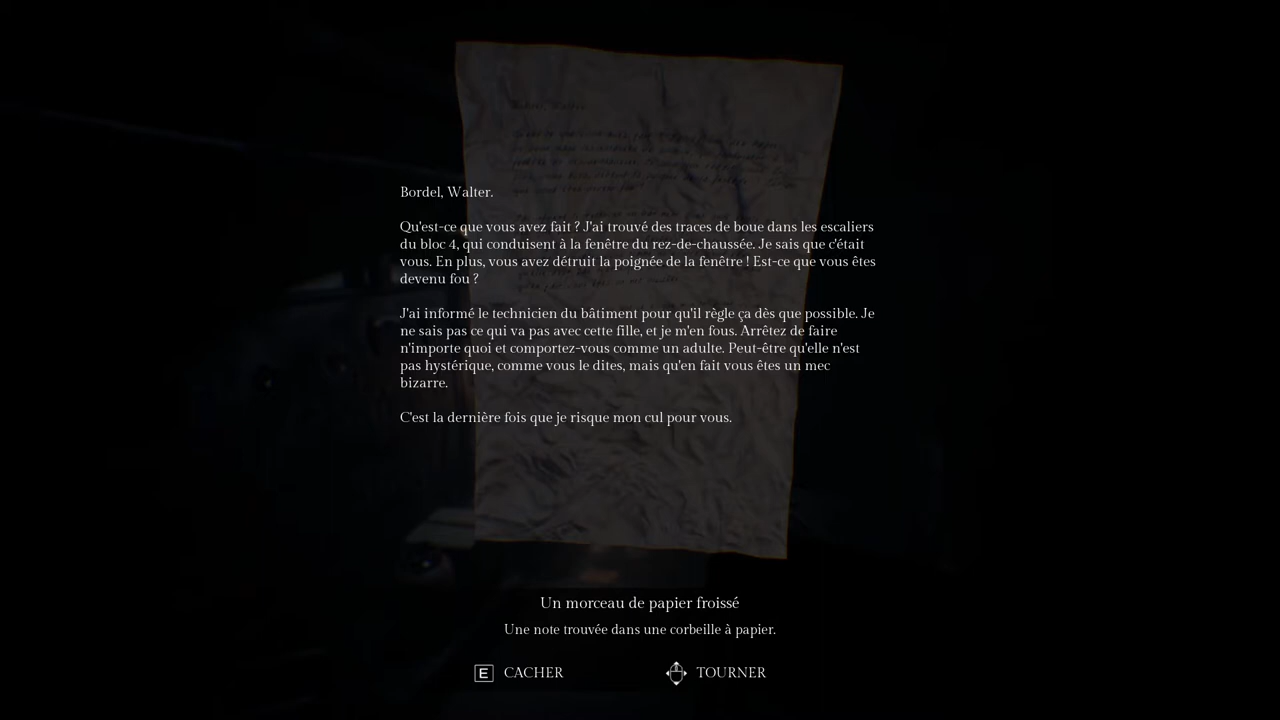 Bordel, Walter.
Qu'est-ce que vous avez fait ? J'ai trouvé des traces de boue dans les escaliers
du bloc 4, qui conduisent à la fenêtre du rez-de-chaussée. Je sais que c'était
vous. En plus, vous avez détruit la poignée de la fenêtre ! Est-ce que vous êtes
devenu fou ?
J'ai informé le technicien du bâtiment pour qu'il règle ça dès que possible. Je
ne sais pas ce qui va pas avec cette fille, et je m'en fous. Arrêtez de faire
n'importe quoi et comportez-vous comme un adulte. Peut-être qu'elle n'est
pas hystérique, comme vous le dites, mais qu'en fait vous êtes un mec
bizarre.
C'est la dernière fois que je risque mon cul pour vous.
Un morceau de papier froissé
Une note trouvée dans une corbeille à papier.
E CACHER TOURNER